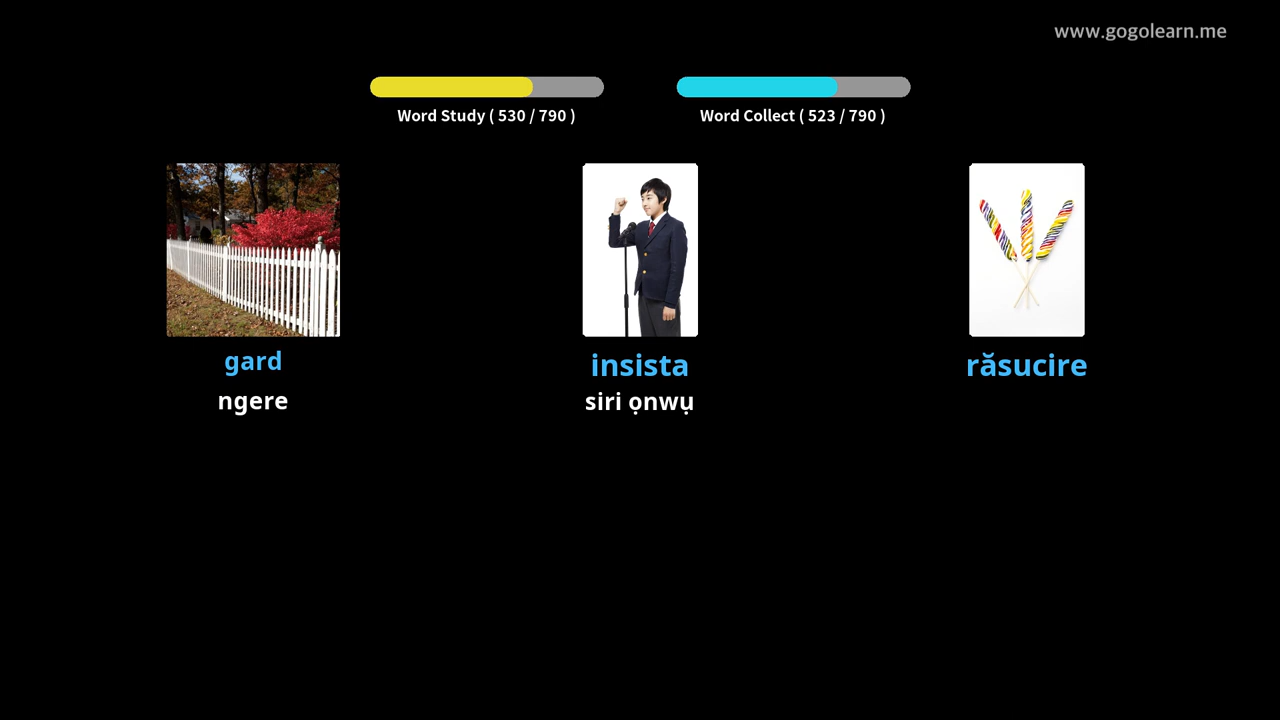 www.gogolearn.me
Word Study ( 530 / 790 )
Word Collect ( 523 / 790 )
gard
ngere
insista
siri ọnwụ
răsucire